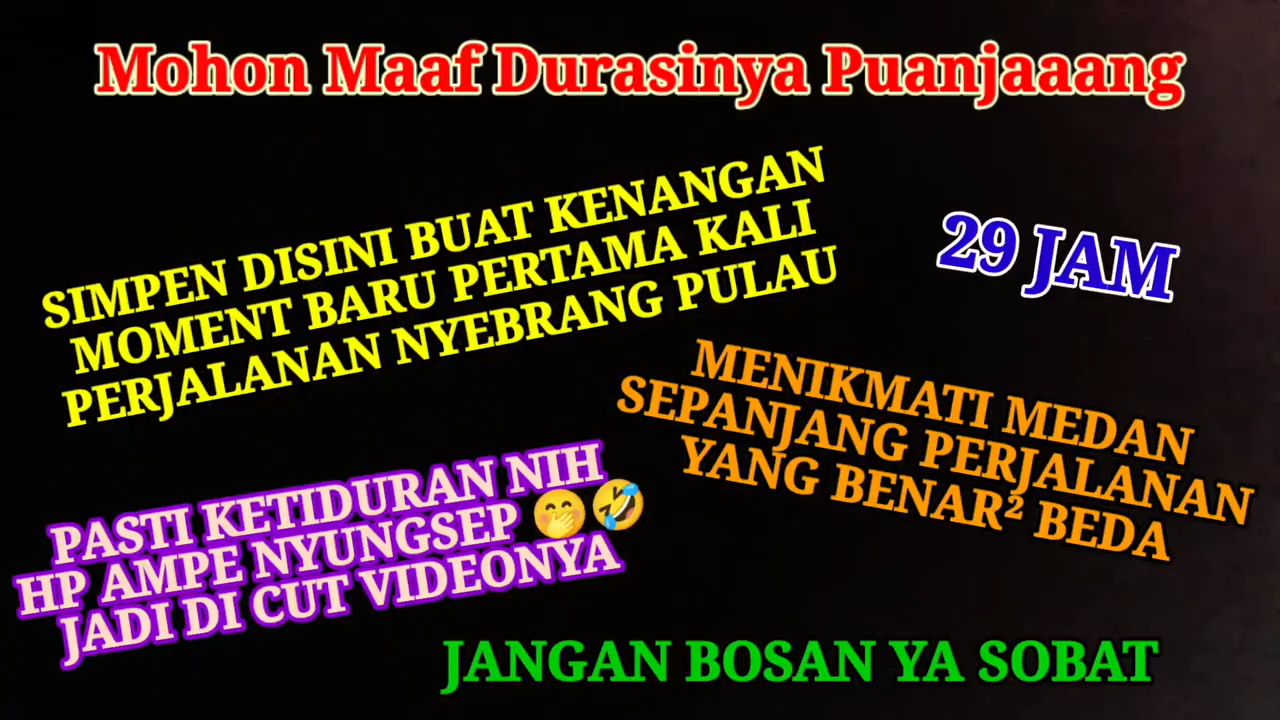 Mohon Maaf Durasinya Puanjaaang
SIMPEN DISINI BUAT KENANGAN
MOMENT BARU PERTAMA KALI
PERJALANAN NYEBRANG PULAU
29 JAM
MENIKMATI MEDAN
SEPANJANG PERJALANAN
YANG BENAR² BEDA
PASTI KETIDURAN NIH
HP AMPE NYUNGSEP 🤭🤣
JADI DI CUT VIDEONYA
JANGAN BOSAN YA SOBAT